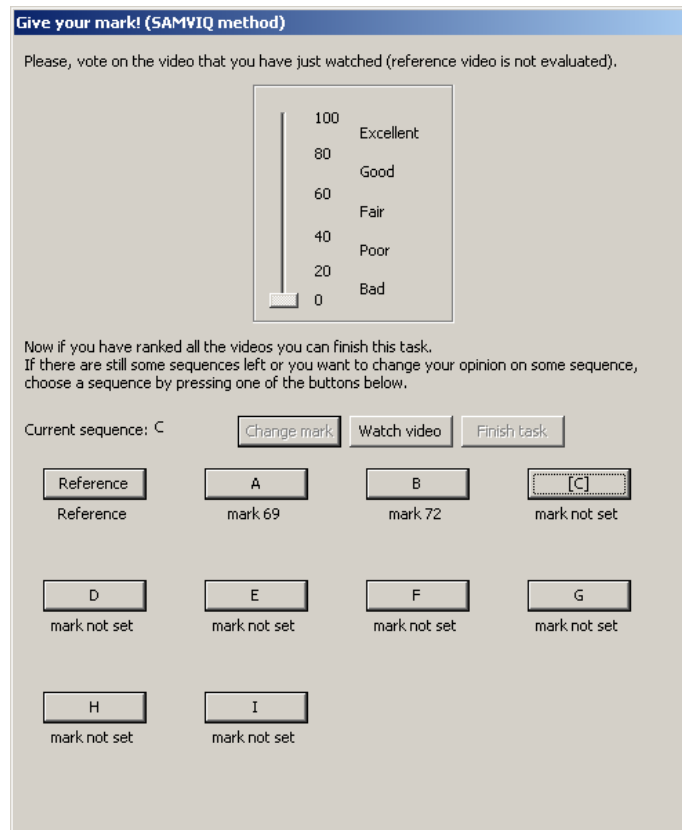 Give your mark! (SAMVIQ method)
Please, vote on the video that you have just watched (reference video is not evaluated).
100
Excellent
80
Good
60
Fair
40
Poor
20
Bad
0
Now if you have ranked all the videos you can finish this task.
If there are still some sequences left or you want to change your opinion on some sequence,
choose a sequence by pressing one of the buttons below.
Current sequence: C Change mark Watch video Finish task
Reference A B [C]
Reference mark 69 mark 72 mark not set
D E F G
mark not set mark not set mark not set mark not set
H I
mark not set mark not set